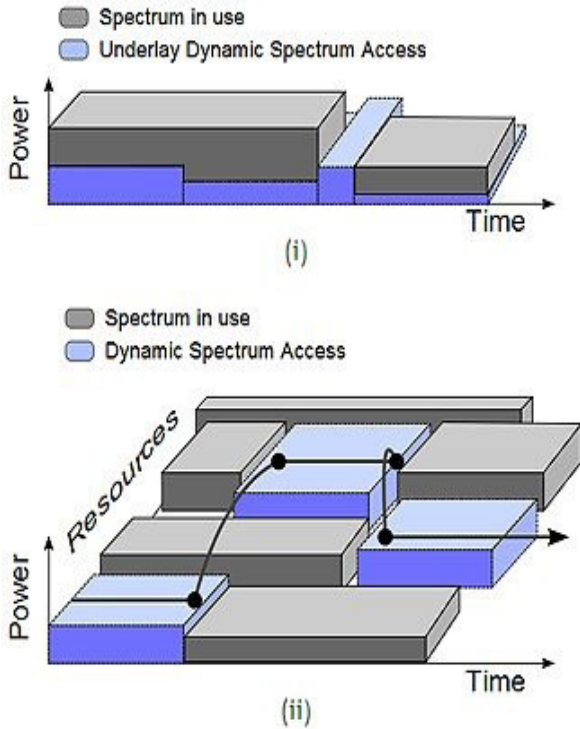 Spectrum in use
Underlay Dynamic Spectrum Access
Power
Time
(i)
Spectrum in use
Dynamic Spectrum Access
Resources
Power
Time
(ii)